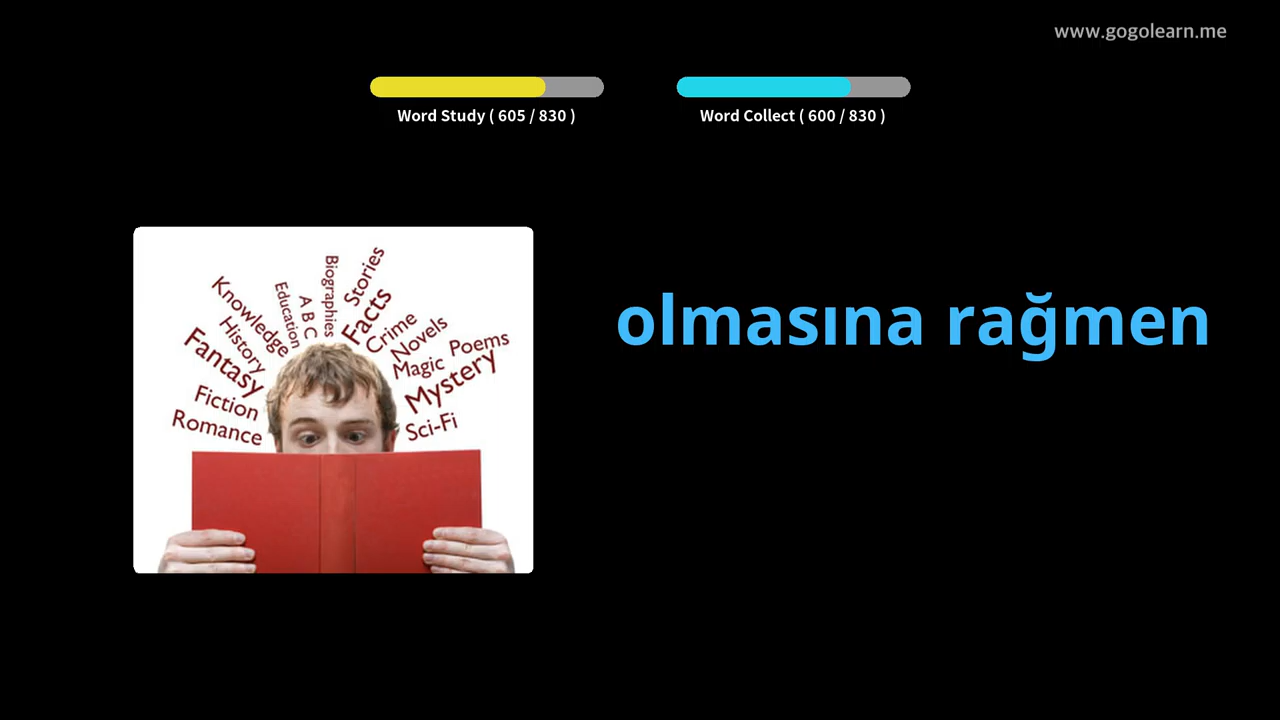 www.gogolearn.me
Word Study ( 605 / 830 )
Word Collect ( 600 / 830 )
Biographies
Stories
Knowledge
Education
A B C
Facts
History
Crime
Novels
Fantasy
Magic
Poems
Mystery
Fiction
Romance
Sci-Fi
olmasına rağmen